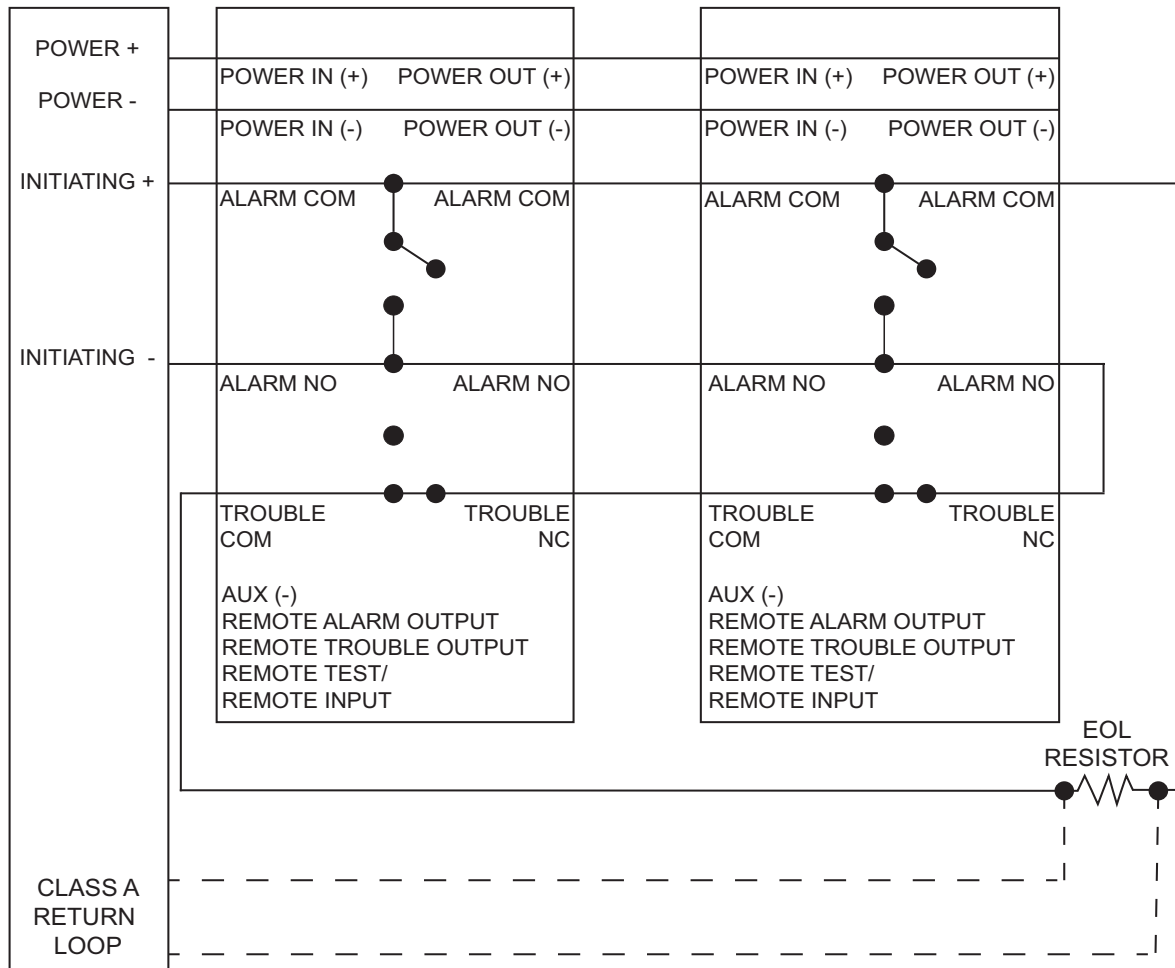 POWER +
POWER IN (+) POWER OUT (+) POWER IN (+) POWER OUT (+)
POWER -
POWER IN (-) POWER OUT (-) POWER IN (-) POWER OUT (-)
INITIATING +
ALARM COM ALARM COM ALARM COM ALARM COM
INITIATING -
ALARM NO ALARM NO ALARM NO ALARM NO
TROUBLE TROUBLE TROUBLE TROUBLE
COM NC COM NC
AUX (-)
REMOTE ALARM OUTPUT
REMOTE TROUBLE OUTPUT
REMOTE TEST/
REMOTE INPUT
AUX (-)
REMOTE ALARM OUTPUT
REMOTE TROUBLE OUTPUT
REMOTE TEST/
REMOTE INPUT
EOL
RESISTOR
CLASS A
RETURN
LOOP